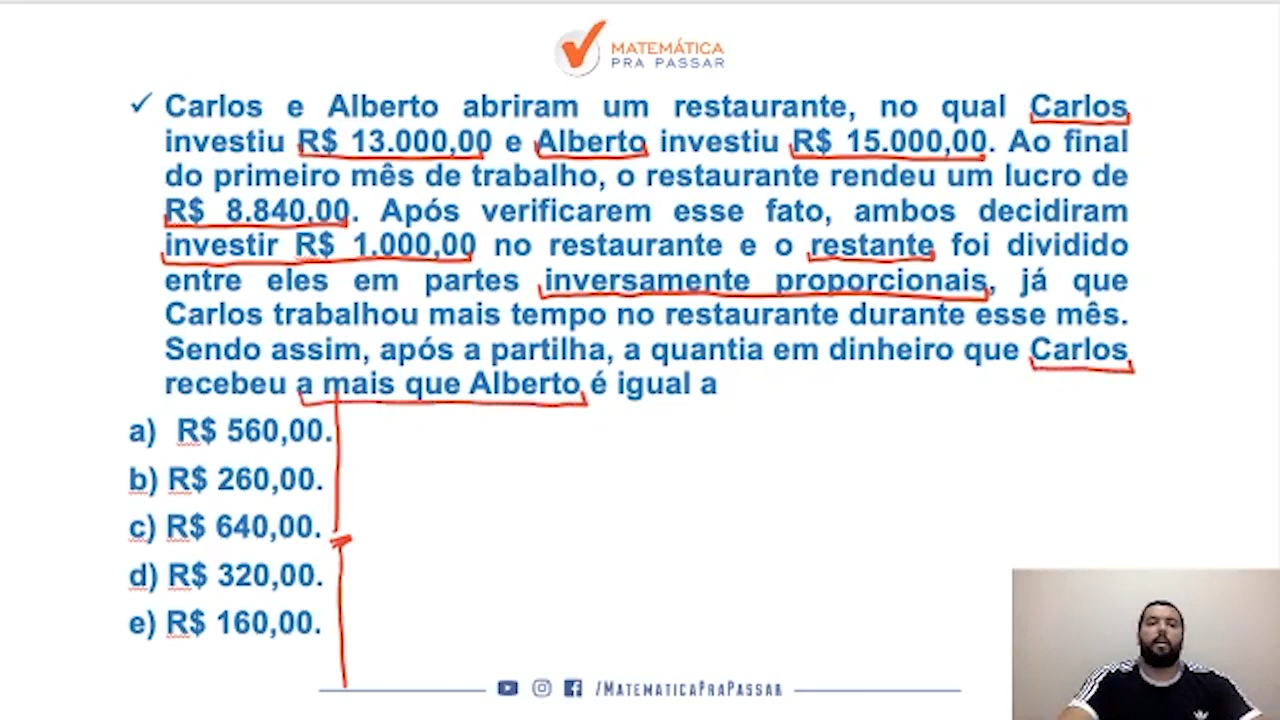 MATEMÁTICA
PRA PASSAR
✓ Carlos e Alberto abriram um restaurante, no qual Carlos
investiu R$ 13.000,00 e Alberto investiu R$ 15.000,00. Ao final
do primeiro mês de trabalho, o restaurante rendeu um lucro de
R$ 8.840,00. Após verificarem esse fato, ambos decidiram
investir R$ 1.000,00 no restaurante e o restante foi dividido
entre eles em partes inversamente proporcionais, já que
Carlos trabalhou mais tempo no restaurante durante esse mês.
Sendo assim, após a partilha, a quantia em dinheiro que Carlos
recebeu a mais que Alberto é igual a
a) R$ 560,00.
b) R$ 260,00.
c) R$ 640,00.
d) R$ 320,00.
e) R$ 160,00.
/MATEMATICAPRAPASSAR